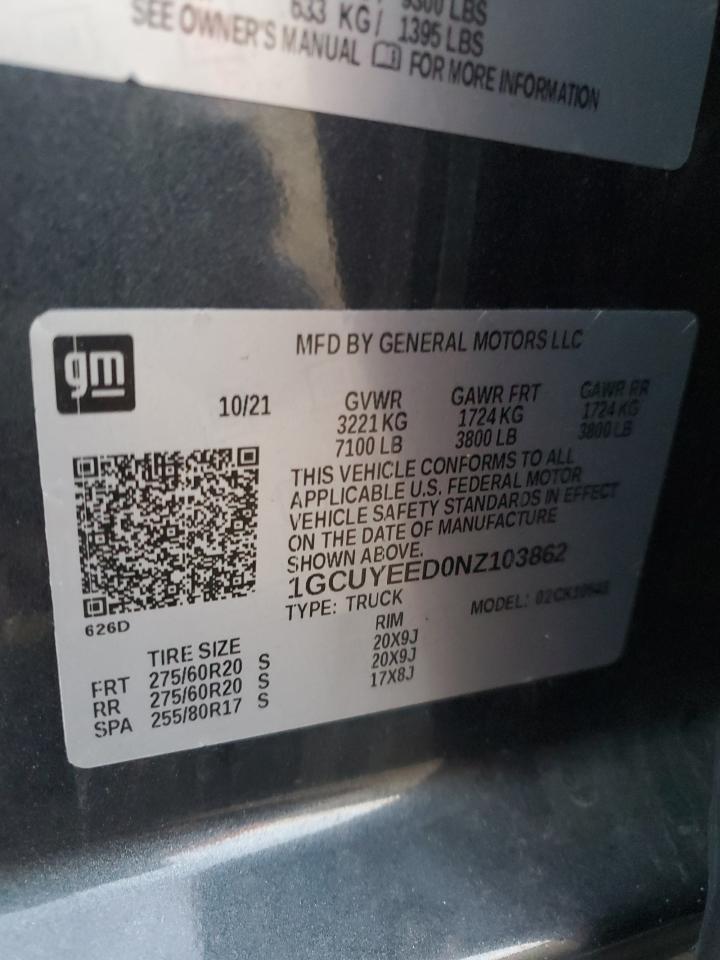 9300 LBS
633 KG/ 1395 LBS
SEE OWNER'S MANUAL FOR MORE INFORMATION
gm
MFD BY GENERAL MOTORS LLC
10/21
GVWR GAWR FRT GAWR RR
3221 KG 1724 KG 1724 KG
7100 LB 3800 LB 3800 LB
THIS VEHICLE CONFORMS TO ALL
APPLICABLE U.S. FEDERAL MOTOR
VEHICLE SAFETY STANDARDS IN EFFECT
ON THE DATE OF MANUFACTURE
SHOWN ABOVE.
1GCUYEED0NZ103862
TYPE: TRUCK MODEL:
626D
TIRE SIZE RIM
FRT 275/60R20 S 20X9J
RR 275/60R20 S 20X9J
SPA 255/80R17 S 17X8J